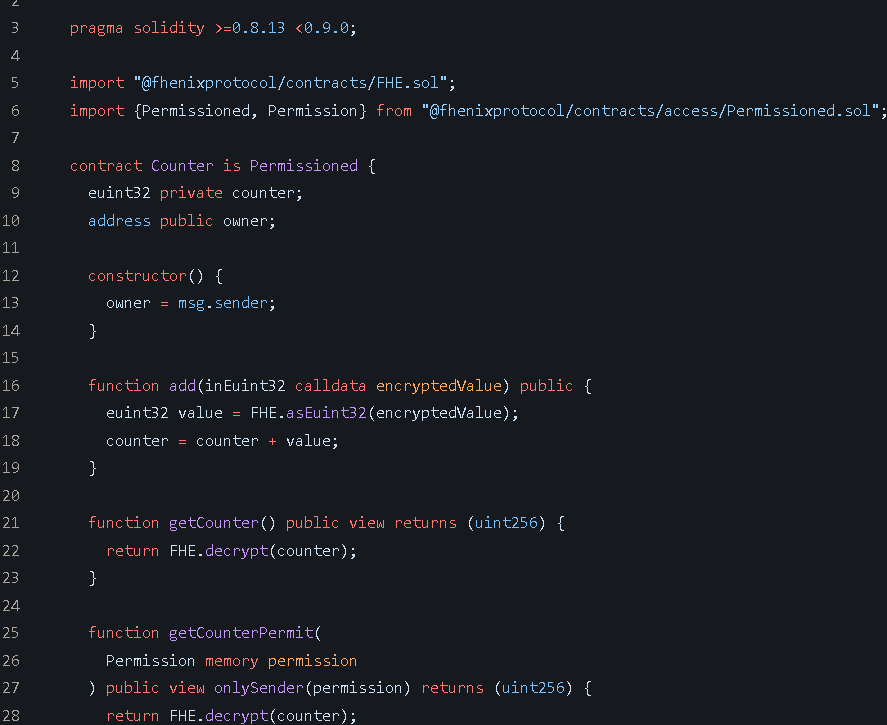 2
3 pragma solidity >=0.8.13 <0.9.0;
4
5 import "@fhenixprotocol/contracts/FHE.sol";
6 import {Permissioned, Permission} from "@fhenixprotocol/contracts/access/Permissioned.sol";
7
8 contract Counter is Permissioned {
9 euint32 private counter;
10 address public owner;
11
12 constructor() {
13 owner = msg.sender;
14 }
15
16 function add(inEuint32 calldata encryptedValue) public {
17 euint32 value = FHE.asEuint32(encryptedValue);
18 counter = counter + value;
19 }
20
21 function getCounter() public view returns (uint256) {
22 return FHE.decrypt(counter);
23 }
24
25 function getCounterPermit(
26 Permission memory permission
27 ) public view onlySender(permission) returns (uint256) {
28 return FHE.decrypt(counter);